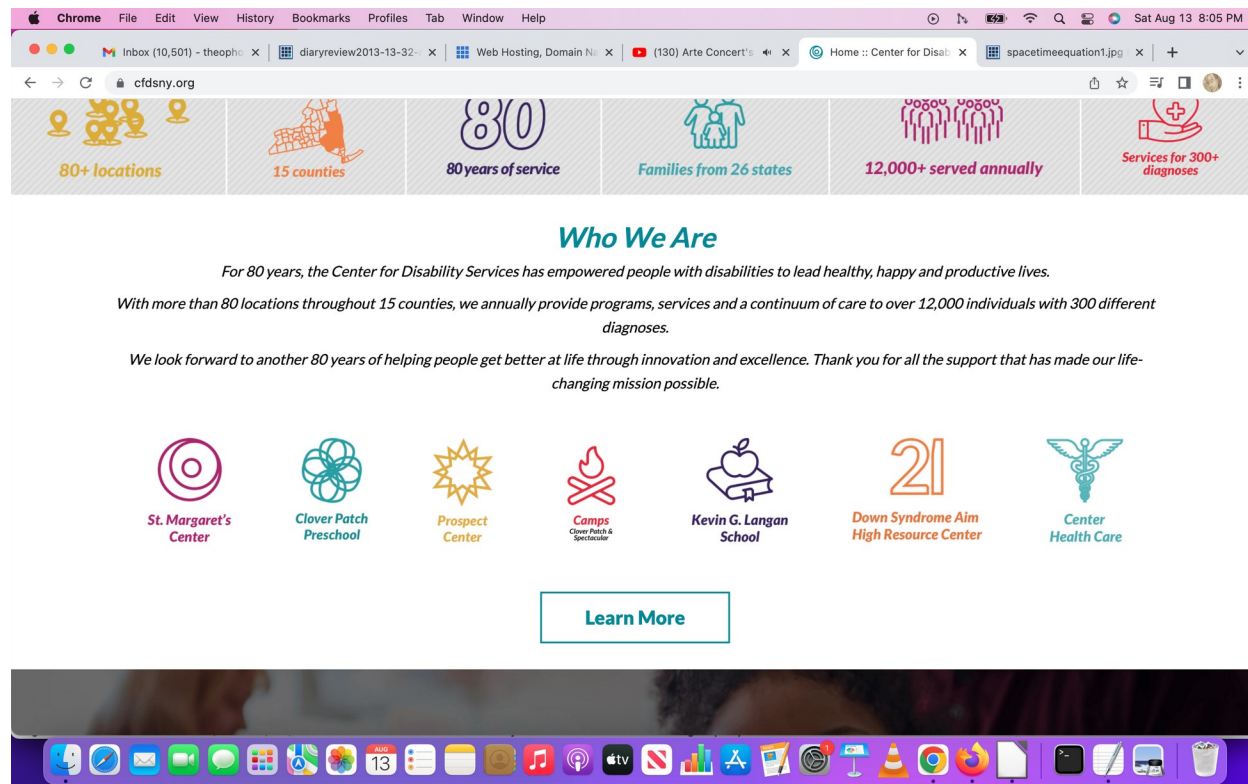 Chrome File Edit View History Bookmarks Profiles Tab Window Help Sat Aug 13 8:05 PM
Inbox (10,501) - theopho diaryreview2013-13-32- Web Hosting, Domain Na (130) Arte Concert's Home :: Center for Disab spacetimeequation1.jpg
cfdsny.org
80
80+ locations 15 counties 80 years of service Families from 26 states 12,000+ served annually Services for 300+
diagnoses
Who We Are
For 80 years, the Center for Disability Services has empowered people with disabilities to lead healthy, happy and productive lives.
With more than 80 locations throughout 15 counties, we annually provide programs, services and a continuum of care to over 12,000 individuals with 300 different
diagnoses.
We look forward to another 80 years of helping people get better at life through innovation and excellence. Thank you for all the support that has made our life-
changing mission possible.
21
St. Margaret's Clover Patch Prospect Camps Kevin G. Langan Down Syndrome Aim Center
Center Preschool Center Clover Patch & School High Resource Center Health Care
Spectacular
Learn More
AUG
13
tv
1